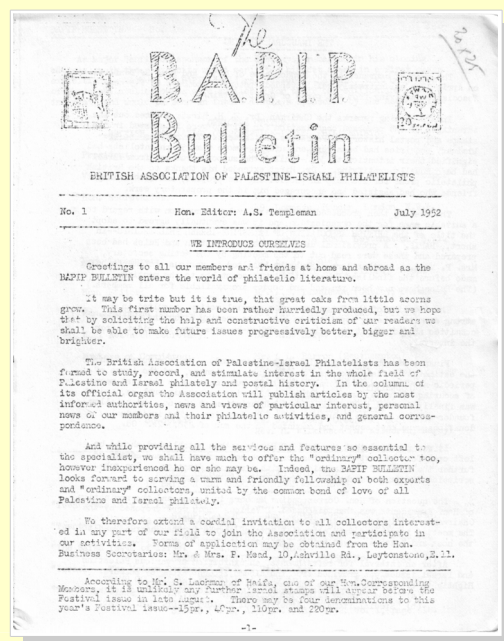 The
B.A.P.I.P.
Bulletin
BRITISH ASSOCIATION OF PALESTINE-ISRAEL PHILATELISTS
No. 1 Hon. Editor: A.S. Templeman July 1952
WE INTRODUCE OURSELVES
Greetings to all our members and friends at home and abroad as the
BAPIP BULLETIN enters the world of philatelic literature.
It may be trite but it is true, that great oaks from little acorns
grow. This first number has been rather hurriedly produced, but we hope
that by soliciting the help and constructive criticism of our readers we
shall be able to make future issues progressively better, bigger and
brighter.
The British Association of Palestine-Israel Philatelists has been
formed to study, record, and stimulate interest in the whole field of
Palestine and Israel philately and postal history. In the columns of
its official organ the Association will publish articles by the most
informed authorities, news and views of particular interest, personal
news of our members and their philatelic activities, and general corres-
pondence.
And while providing all the services and features so essential to
the specialist, we shall have much to offer the "ordinary" collector too,
however inexperienced he or she may be. Indeed, the BAPIP BULLETIN
looks forward to serving a warm and friendly fellowship of both experts
and "ordinary" collectors, united by the common bond of love of all
Palestine and Israel philately.
We therefore extend a cordial invitation to all collectors interest-
ed in any part of our field to join the Association and participate in
our activities. Forms of application may be obtained from the Hon.
Business Secretaries: Mr. & Mrs. F. Mead, 10, Ashville Rd., Leytonstone, E.11.
According to Mr. S. Lachman of Haifa, one of our Hon. Corresponding
Members, it is unlikely any further Israel stamps will appear before the
Festival issue in late August. There may be four denominations to this
year's Festival issue--15pr., 40pr., 110pr. and 220pr.
-1-